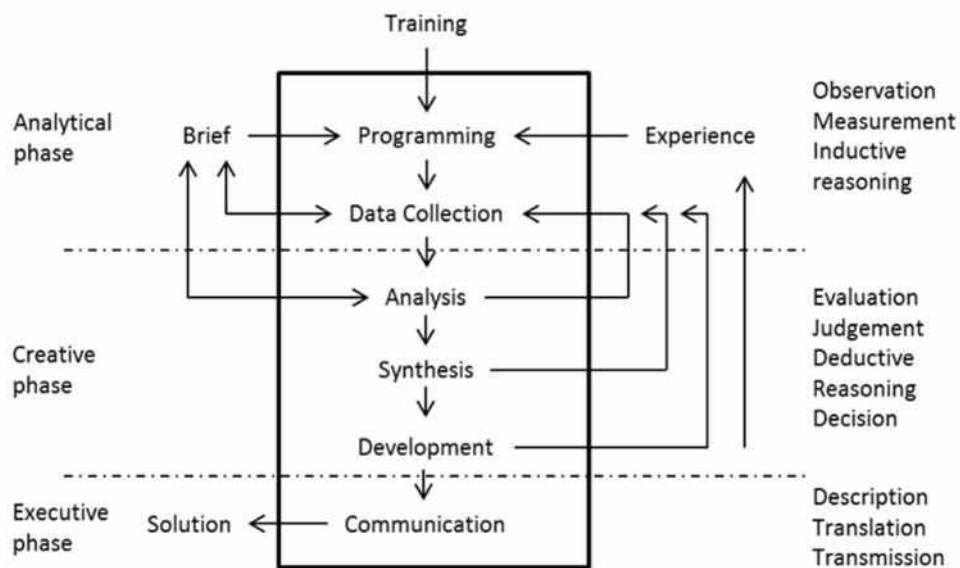 Training
Analytical
phase
Brief
Programming
Experience
Observation
Measurement
Inductive
reasoning
Data Collection
Analysis
Creative
phase
Synthesis
Evaluation
Judgement
Deductive
Reasoning
Decision
Development
Executive
phase
Solution
Communication
Description
Translation
Transmission